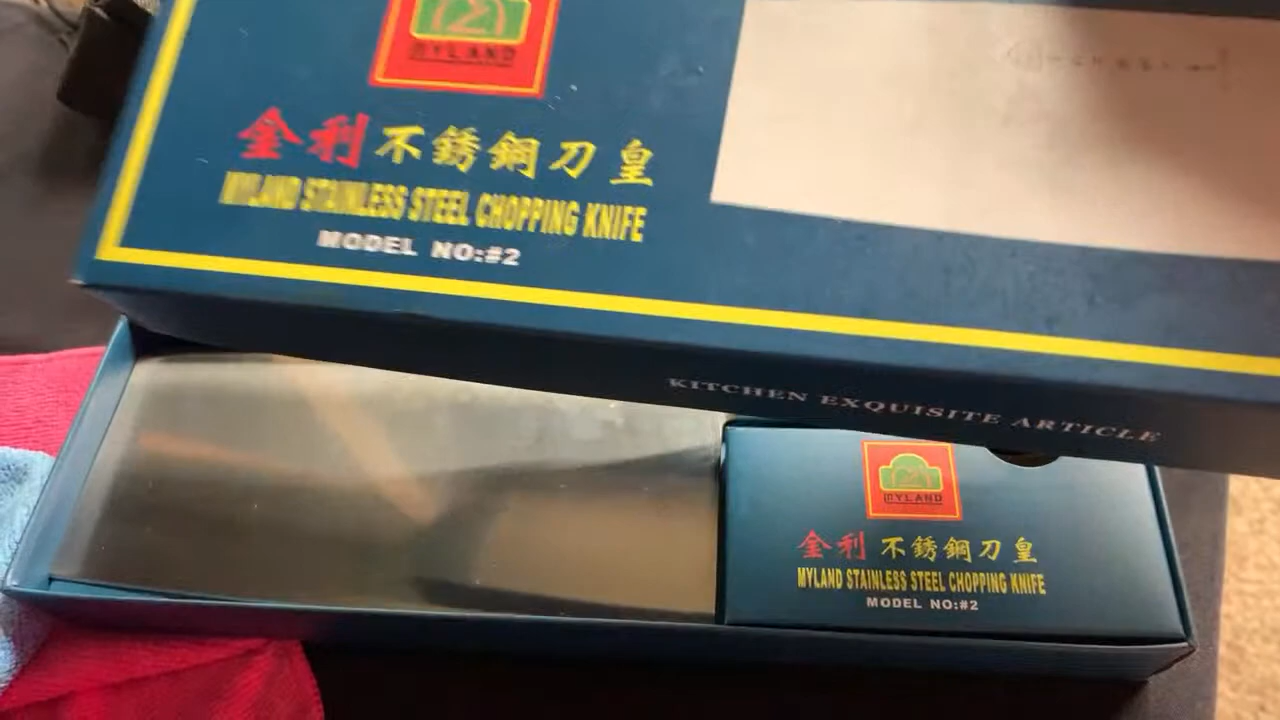 MYLAND
金利不銹鋼刀皇
MYLAND STAINLESS STEEL CHOPPING KNIFE
MODEL NO:#2
KITCHEN EXQUISITE ARTICLE
MYLAND
金利 不銹鋼刀皇
MYLAND STAINLESS STEEL CHOPPING KNIFE
MODEL NO:#2